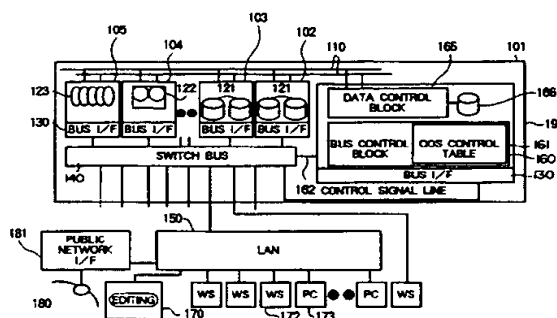 105 104 103 102 110 165 101
123 122 121 121
DATA CONTROL BLOCK
166
19
130 BUS I/F BUS I/F BUS I/F BUS I/F
BUS CONTROL BLOCK
QOS CONTROL TABLE
161
160
SWITCH BUS
140
BUS I/F
130
162 CONTROL SIGNAL LINE
150
181
PUBLIC NETWORK I/F
LAN
180
EDITING
170
WS WS WS PC PC WS
172 173